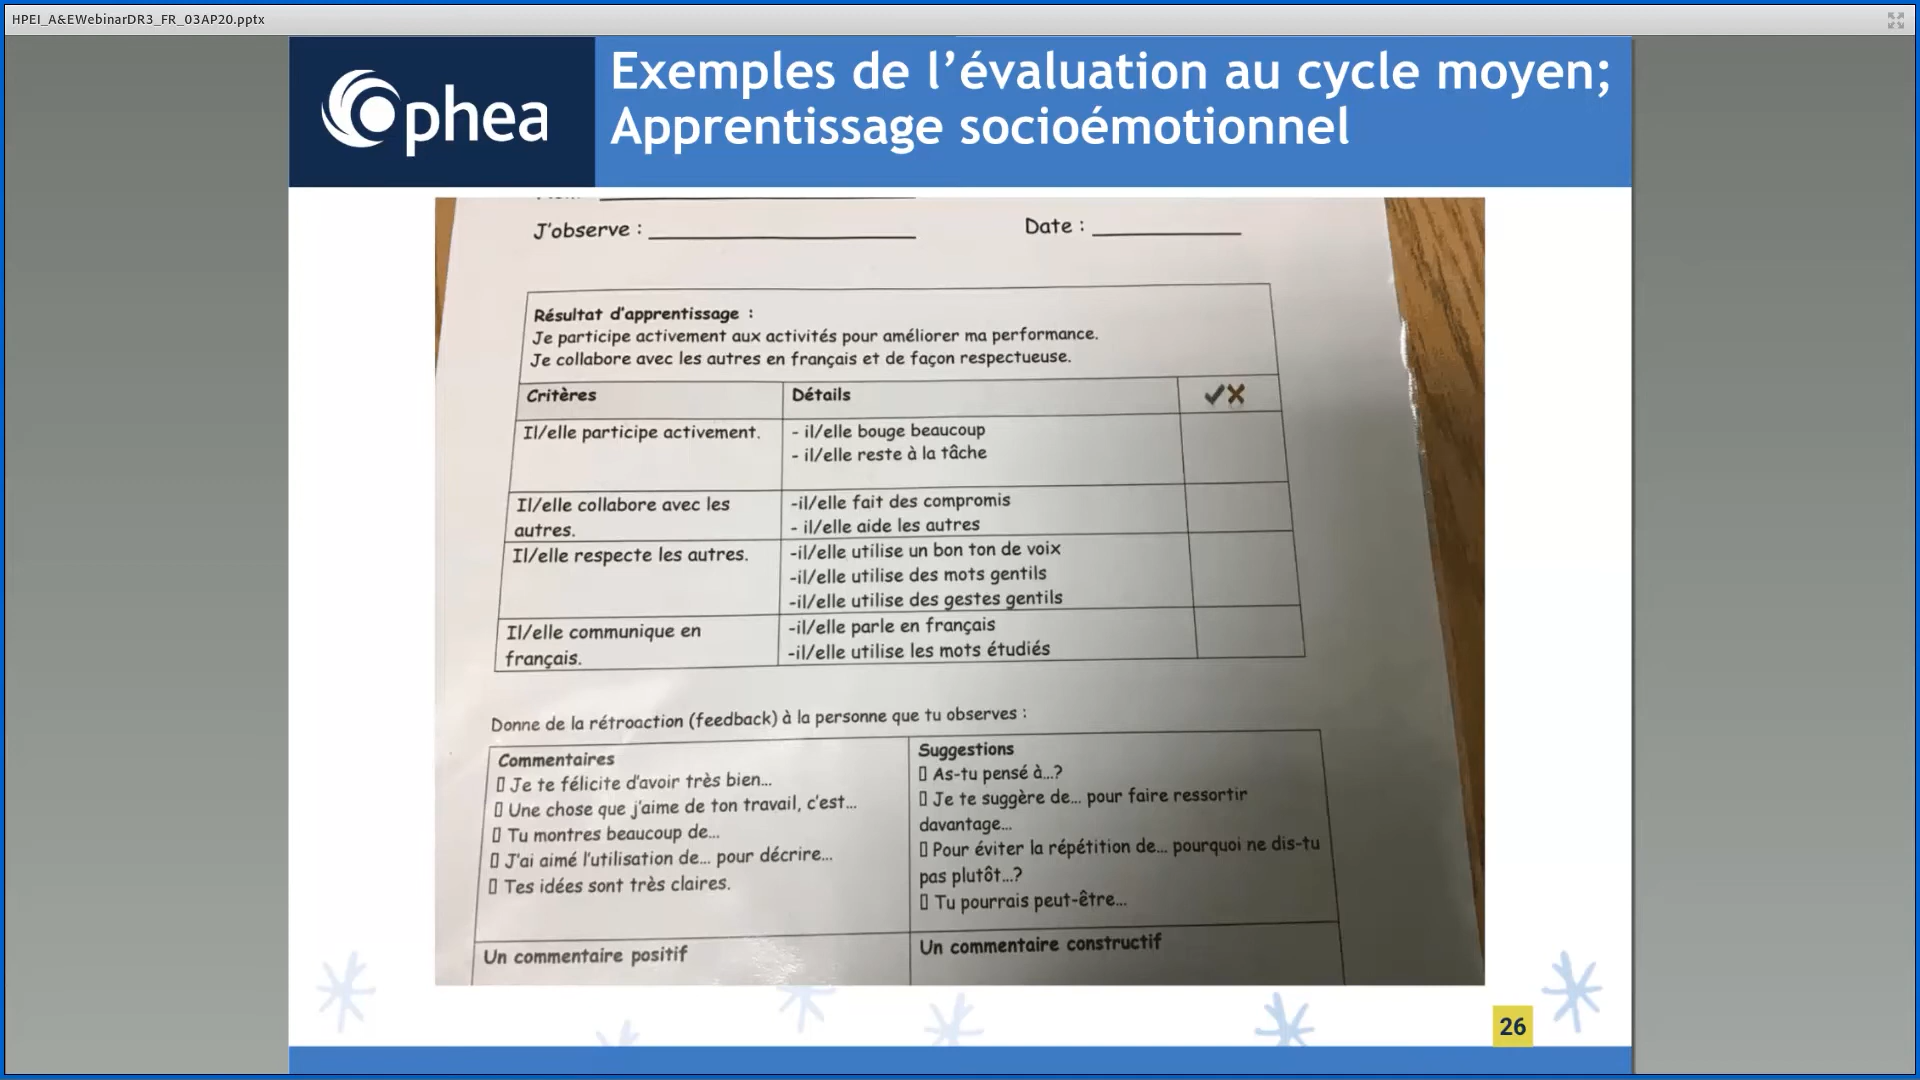 HPEI_A&EWebinarDR3_FR_03AP20.pptx
Ophea
Exemples de l'évaluation au cycle moyen;
Apprentissage socioémotionnel
J'observe : ____________________ Date : ___________
Résultat d'apprentissage :
Je participe activement aux activités pour améliorer ma performance.
Je collabore avec les autres en français et de façon respectueuse.
Critères Détails ✓✗
Il/elle participe activement. - il/elle bouge beaucoup
- il/elle reste à la tâche
Il/elle collabore avec les -il/elle fait des compromis
autres. - il/elle aide les autres
Il/elle respecte les autres. -il/elle utilise un bon ton de voix
-il/elle utilise des mots gentils
-il/elle utilise des gestes gentils
Il/elle communique en -il/elle parle en français
français. -il/elle utilise les mots étudiés
Donne de la rétroaction (feedback) à la personne que tu observes :
Commentaires
▯ Je te félicite d'avoir très bien...
▯ Une chose que j'aime de ton travail, c'est...
▯ Tu montres beaucoup de...
▯ J'ai aimé l'utilisation de... pour décrire...
▯ Tes idées sont très claires.
Suggestions
▯ As-tu pensé à...?
▯ Je te suggère de... pour faire ressortir
davantage...
▯ Pour éviter la répétition de... pourquoi ne dis-tu
pas plutôt...?
▯ Tu pourrais peut-être...
Un commentaire positif
Un commentaire constructif
26